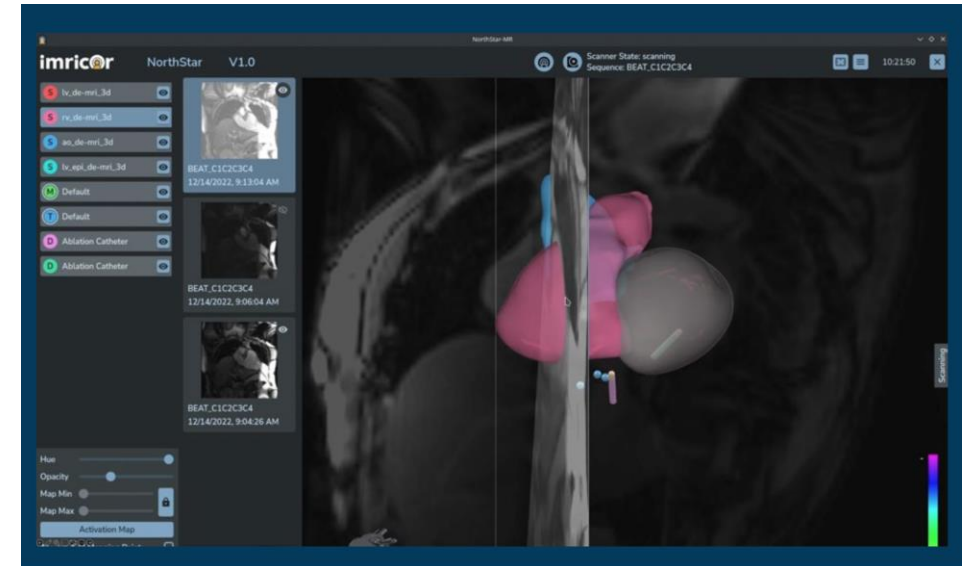 NorthStar-MR
imricor NorthStar V1.0
Scanner State: scanning
Sequence: BEAT_C1C2C3C4
10:21:50
S lv_de-mri_3d
S rv_de-mri_3d
S ao_de-mri_3d
S lv_epi_de-mri_3d
M Default
T Default
D Ablation Catheter
D Ablation Catheter
BEAT_C1C2C3C4
12/14/2022, 9:13:04 AM
BEAT_C1C2C3C4
12/14/2022, 9:06:04 AM
BEAT_C1C2C3C4
12/14/2022, 9:04:26 AM
Scanning
Hue
Opacity
Map Min
Map Max
Activation Map